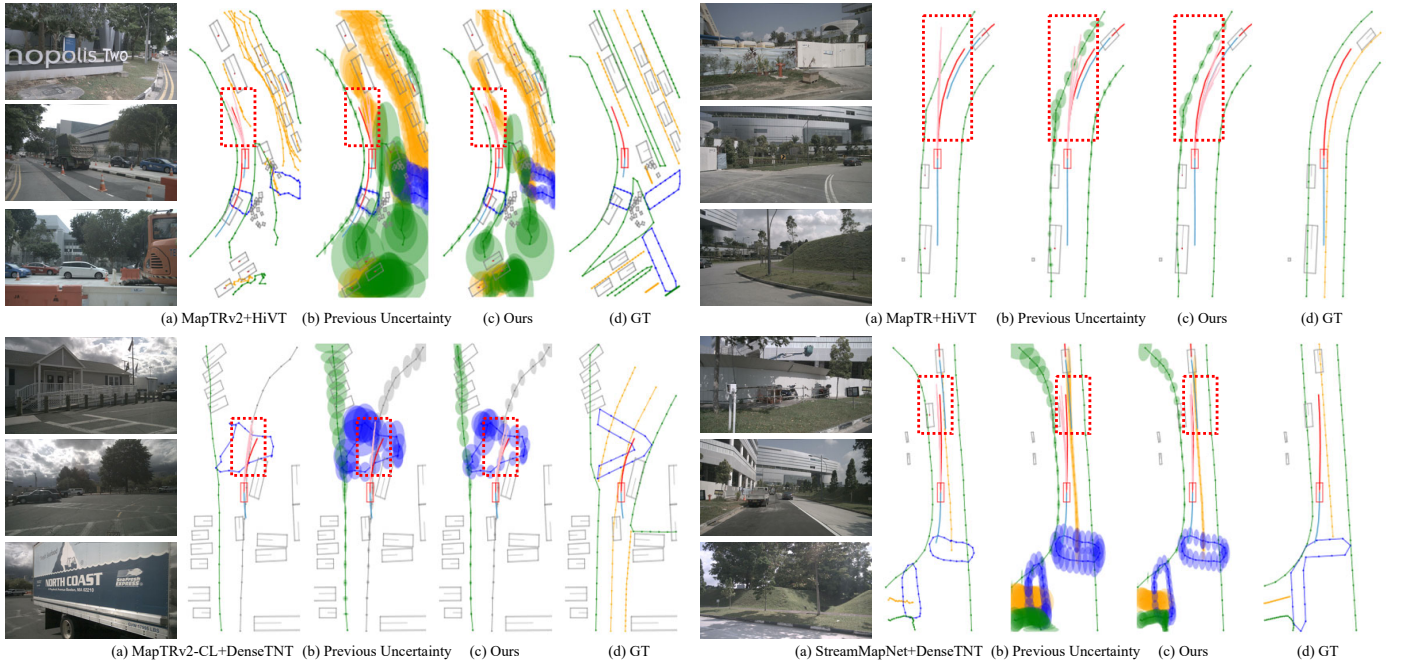 nopolis Two
(a) MapTRv2+HiVT (b) Previous Uncertainty (c) Ours (d) GT
(a) MapTR+HiVT (b) Previous Uncertainty (c) Ours (d) GT
NORTH COAST
(a) MapTRv2-CL+DenseTNT (b) Previous Uncertainty (c) Ours (d) GT
(a) StreamMapNet+DenseTNT (b) Previous Uncertainty (c) Ours (d) GT